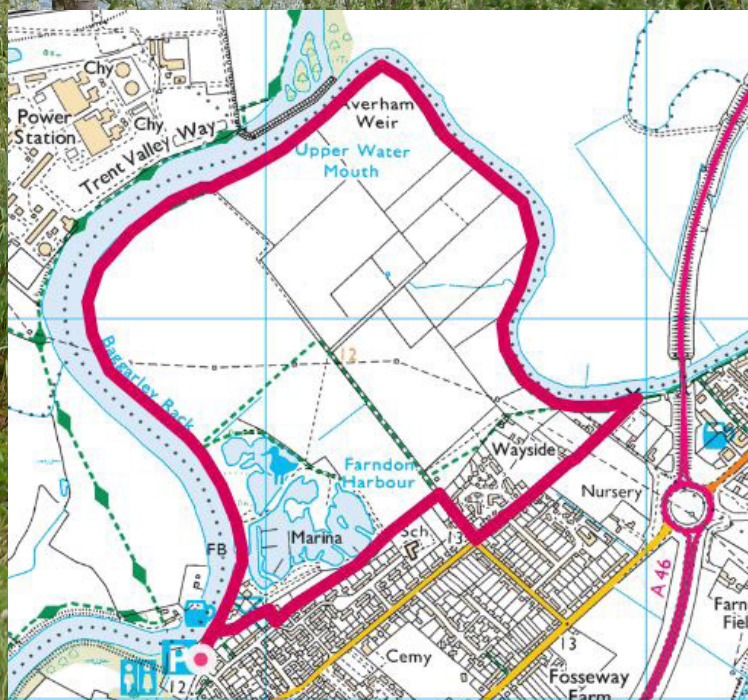 Chy
Power
Station
Chy
Trent Valley Way
Averham
Weir
Upper Water
Mouth
Baggarley Rack
12
Farndon
Harbour
Wayside
Nursery
Marina
Sch
13
FB
A 46
P
12
Cemy
13
Fosseway
Farm
Farn
Fiel